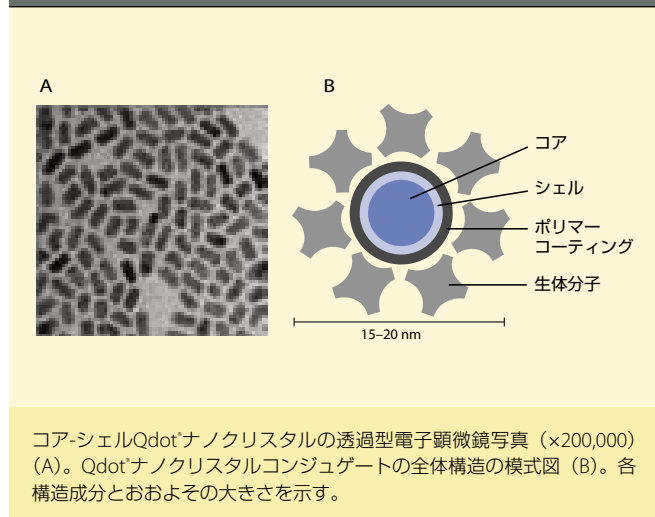 A
B
コア
シェル
ポリマー
コーティング
生体分子
15–20 nm
コア-シェルQdot®ナノクリスタルの透過型電子顕微鏡写真（×200,000）
（A）。Qdot®ナノクリスタルコンジュゲートの全体構造の模式図（B）。各
構造成分とおおよその大きさを示す。